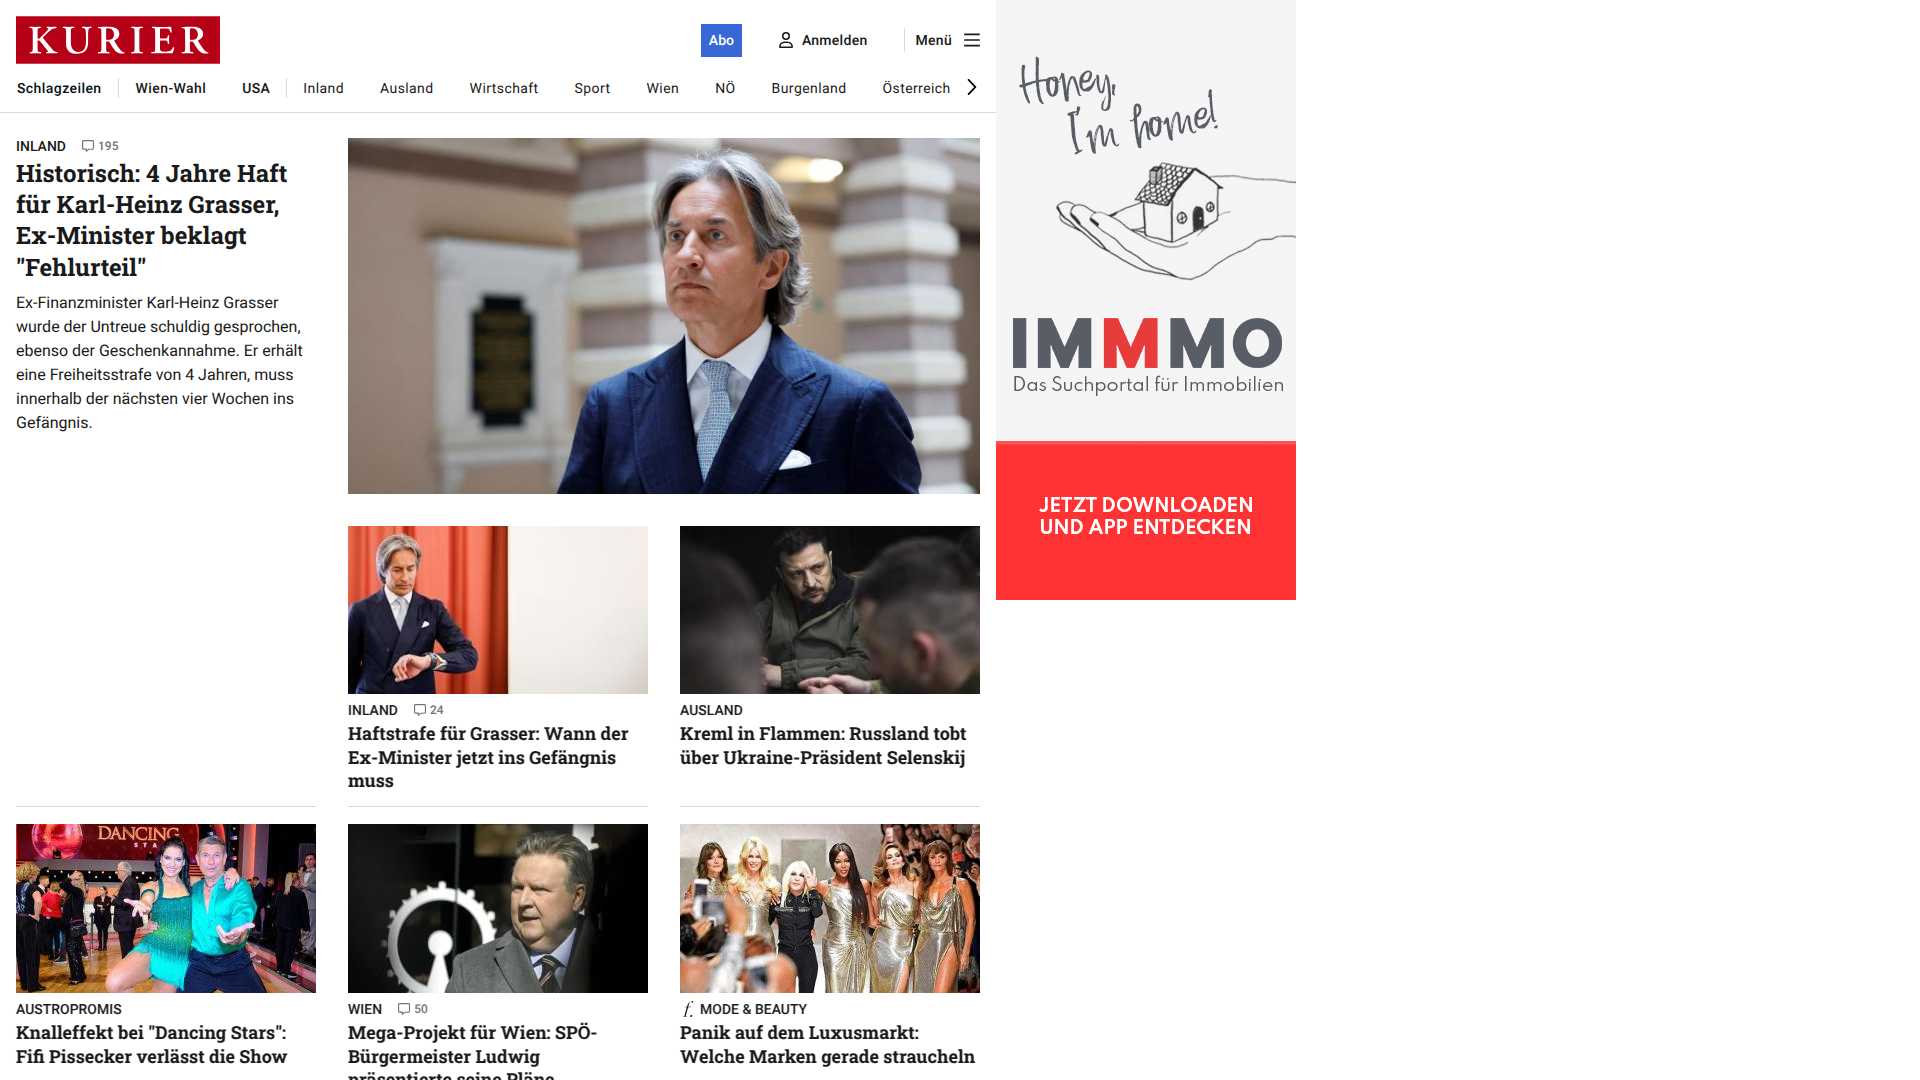 KURIER
Abo
Anmelden
Menü
Schlagzeilen
Wien-Wahl
USA
Inland
Ausland
Wirtschaft
Sport
Wien
NÖ
Burgenland
Österreich
INLAND 195
Historisch: 4 Jahre Haft
für Karl-Heinz Grasser,
Ex-Minister beklagt
"Fehlurteil"
Ex-Finanzminister Karl-Heinz Grasser
wurde der Untreue schuldig gesprochen,
ebenso der Geschenkannahme. Er erhält
eine Freiheitsstrafe von 4 Jahren, muss
innerhalb der nächsten vier Wochen ins
Gefängnis.
INLAND 24
Haftstrafe für Grasser: Wann der
Ex-Minister jetzt ins Gefängnis
muss
AUSLAND
Kreml in Flammen: Russland tobt
über Ukraine-Präsident Selenskij
DANCING
STA
AUSTROPROMIS
Knalleffekt bei "Dancing Stars":
Fifi Pissecker verlässt die Show
WIEN 50
Mega-Projekt für Wien: SPÖ-
Bürgermeister Ludwig
präsentierte seine Pläne
f. MODE & BEAUTY
Panik auf dem Luxusmarkt:
Welche Marken gerade straucheln
Honey,
I'm home!
IMMMO
Das Suchportal für Immobilien
JETZT DOWNLOADEN
UND APP ENTDECKEN